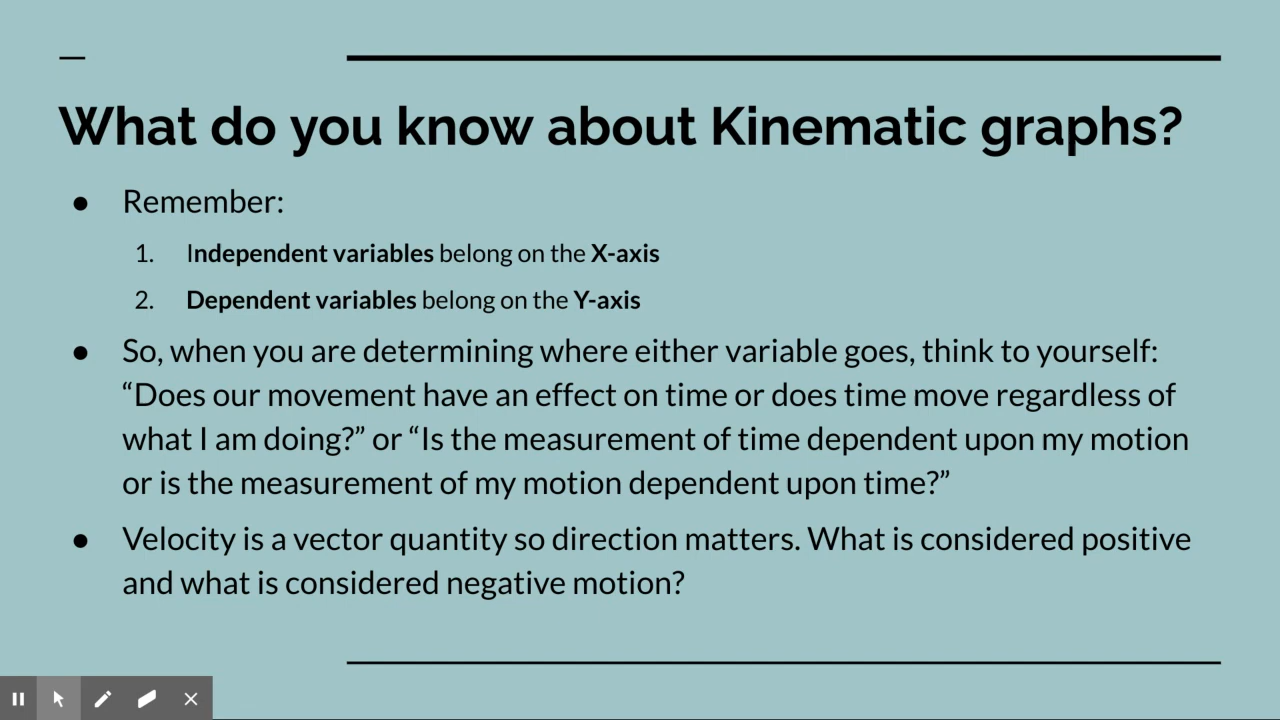 What do you know about Kinematic graphs?
● Remember:
1. Independent variables belong on the X-axis
2. Dependent variables belong on the Y-axis
● So, when you are determining where either variable goes, think to yourself:
“Does our movement have an effect on time or does time move regardless of
what I am doing?” or “Is the measurement of time dependent upon my motion
or is the measurement of my motion dependent upon time?”
● Velocity is a vector quantity so direction matters. What is considered positive
and what is considered negative motion?